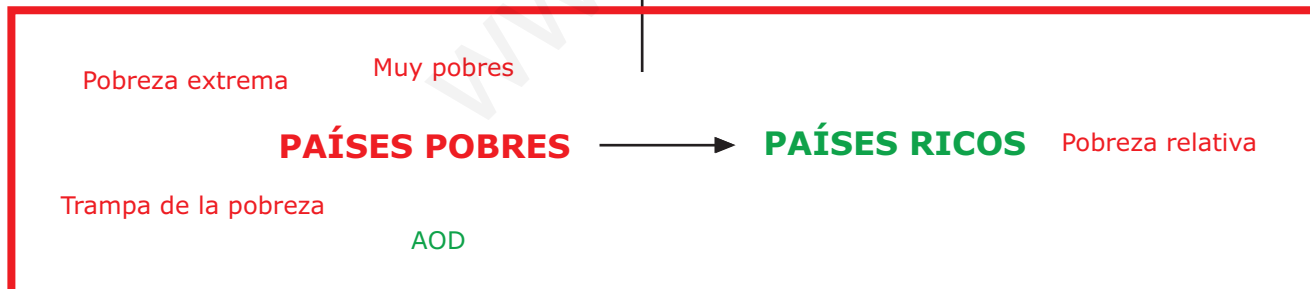 Pobreza extrema
Muy pobres
PAÍSES POBRES
PAÍSES RICOS
Pobreza relativa
Trampa de la pobreza
AOD